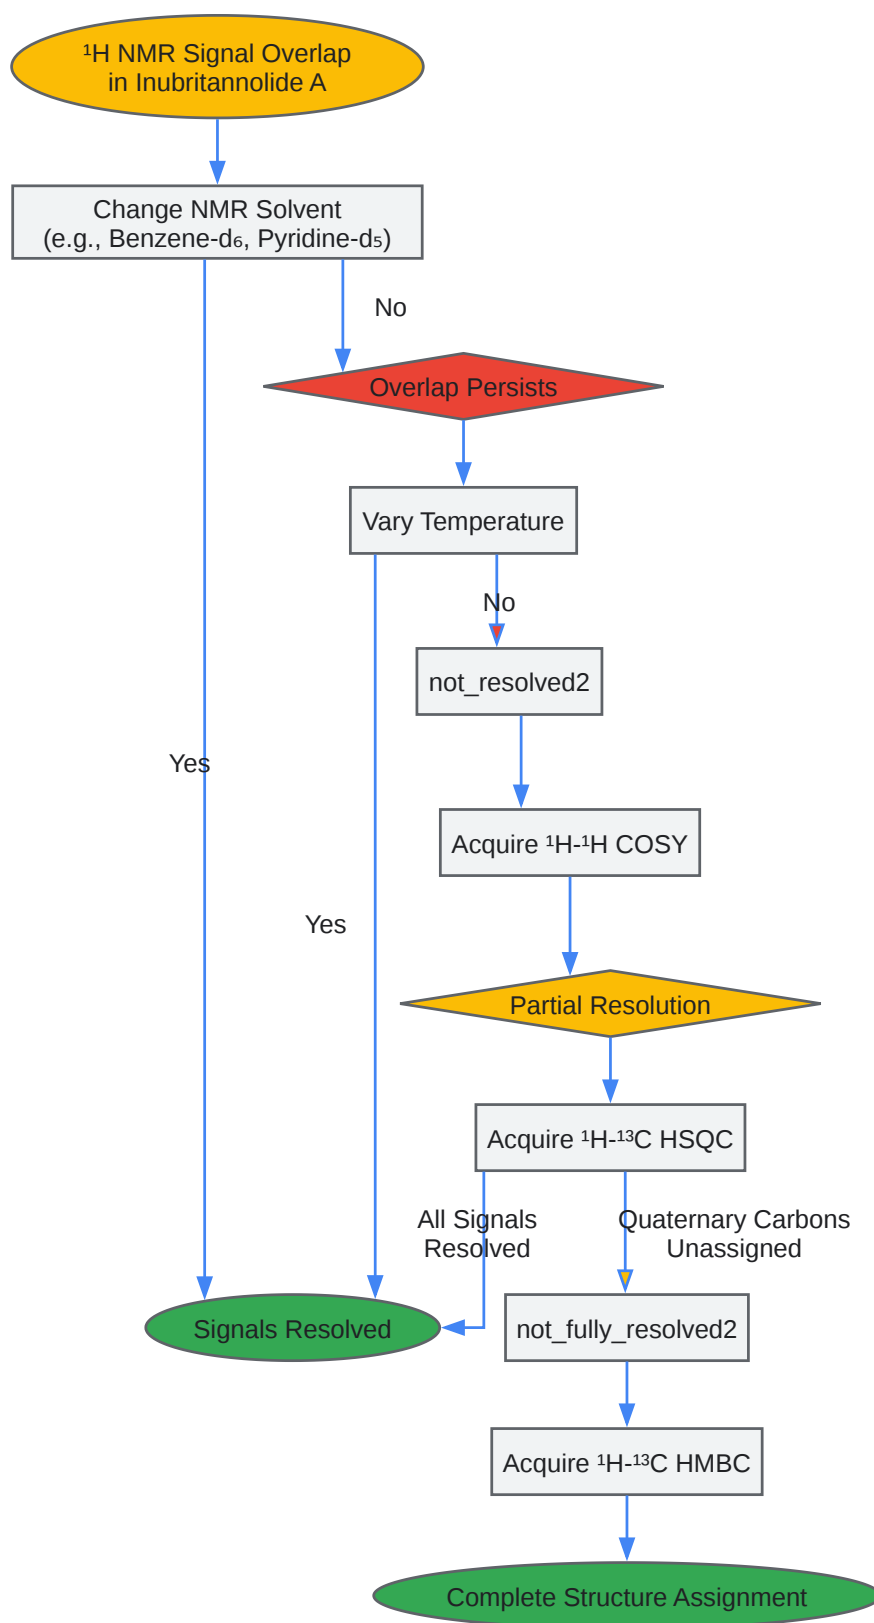 ¹H NMR Signal Overlap
in Inubritannolide A
Change NMR Solvent
(e.g., Benzene-d₆, Pyridine-d₅)
No
Overlap Persists
Vary Temperature
No
not_resolved2
Yes
Acquire ¹H-¹H COSY
Yes
Partial Resolution
Acquire ¹H-¹³C HSQC
All Signals
Resolved
Quaternary Carbons
Unassigned
Signals Resolved
not_fully_resolved2
Acquire ¹H-¹³C HMBC
Complete Structure Assignment